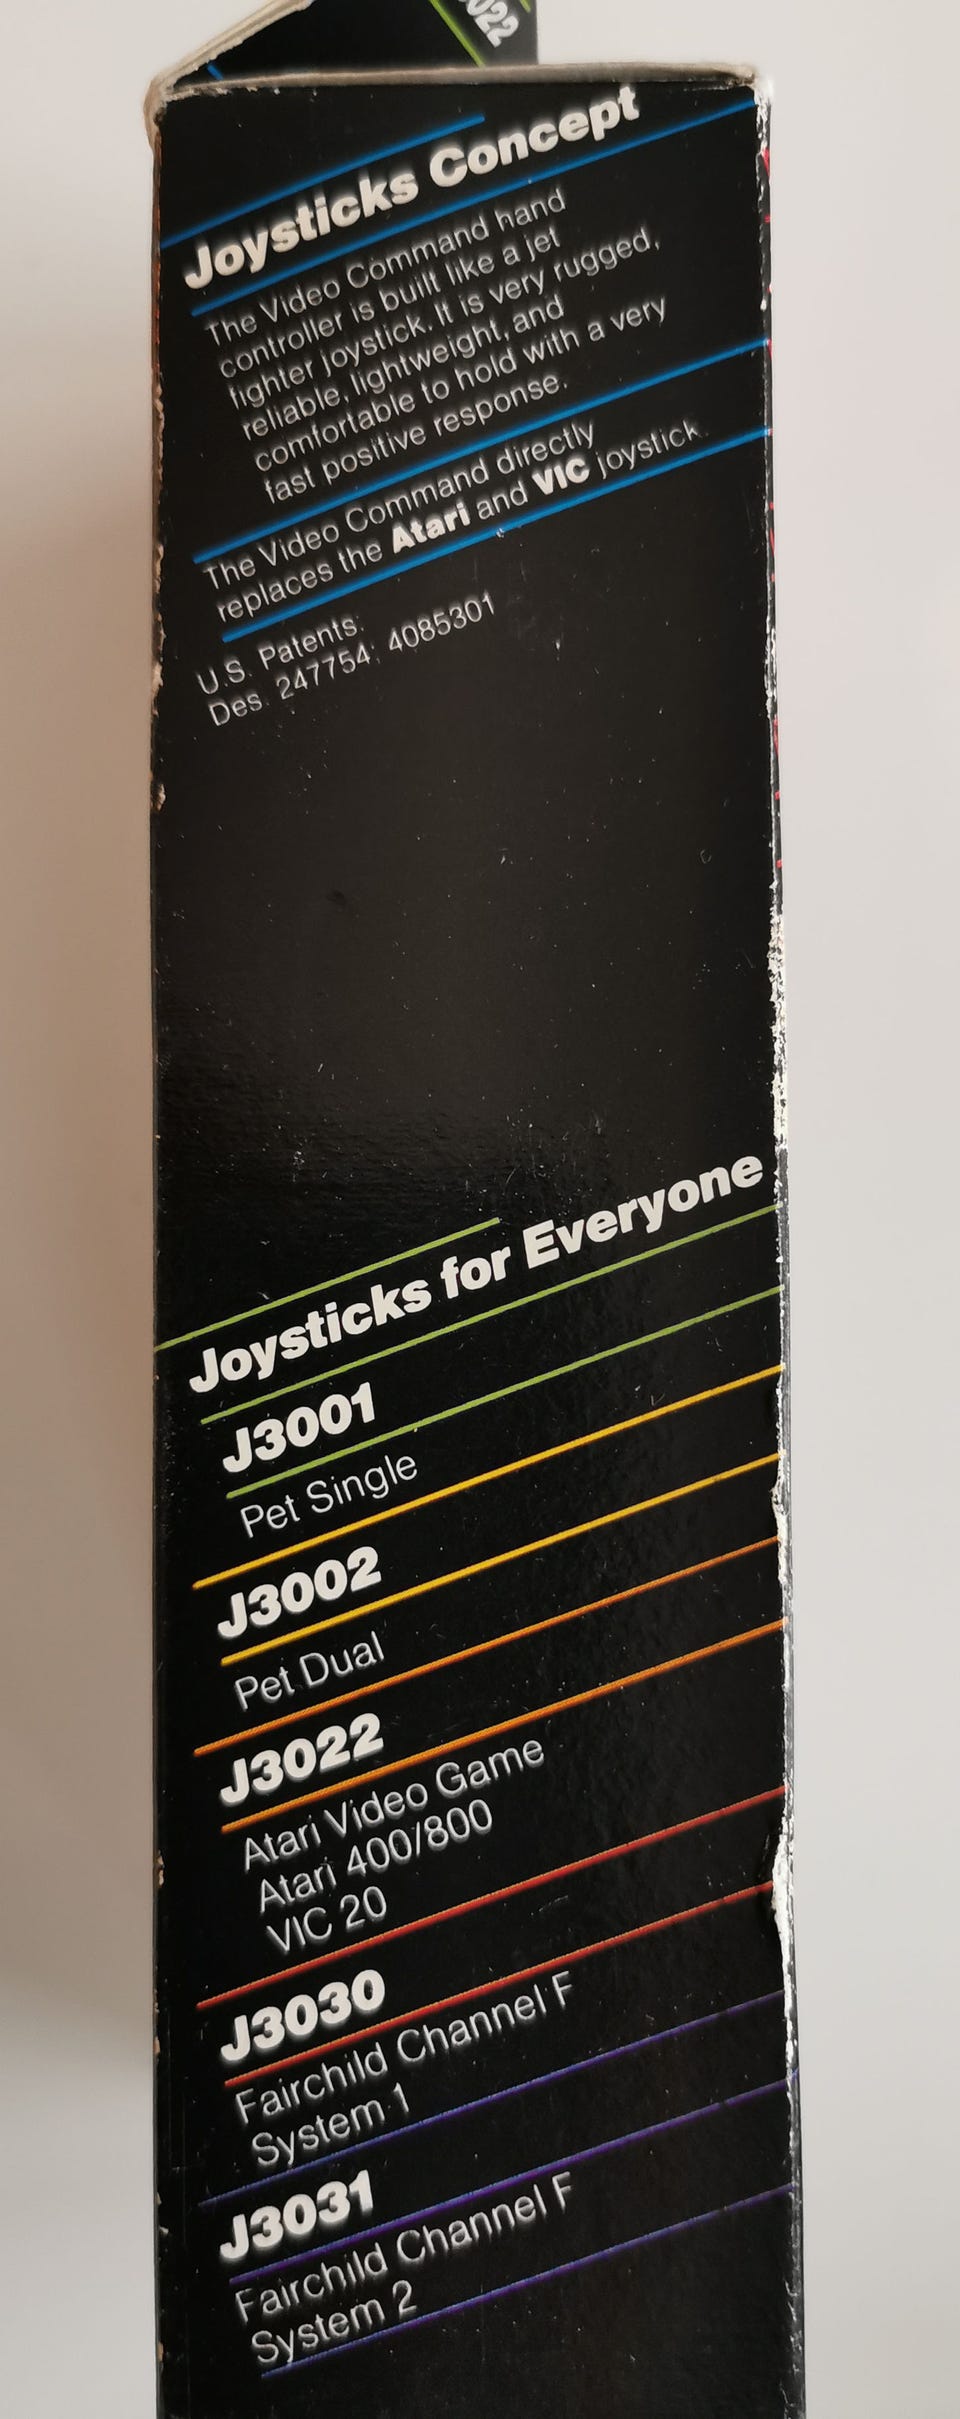 3022
Joysticks Concept
The Video Command hand
controller is built like a jet
fighter joystick. It is very rugged,
reliable, lightweight, and
comfortable to hold with a very
fast positive response.
The Video Command directly
replaces the Atari and VIC joystick.
U.S. Patents:
Des. 247754; 4085301
Joysticks for Everyone
J3001
Pet Single
J3002
Pet Dual
J3022
Atari Video Game
Atari 400/800
VIC 20
J3030
Fairchild Channel F
System 1
J3031
Fairchild Channel F
System 2